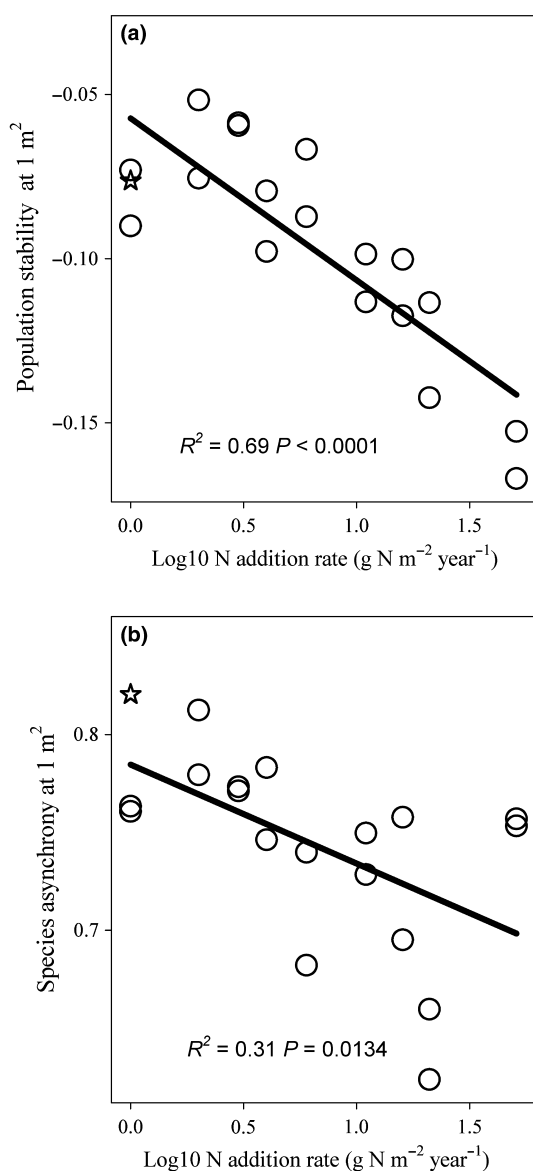 (a)
Population stability at 1 m²
−0.05
−0.10
−0.15
R² = 0.69 P < 0.0001
0.0 0.5 1.0 1.5
Log10 N addition rate (g N m⁻² year⁻¹)
(b)
Species asynchrony at 1 m²
0.8
0.7
R² = 0.31 P = 0.0134
0.0 0.5 1.0 1.5
Log10 N addition rate (g N m⁻² year⁻¹)